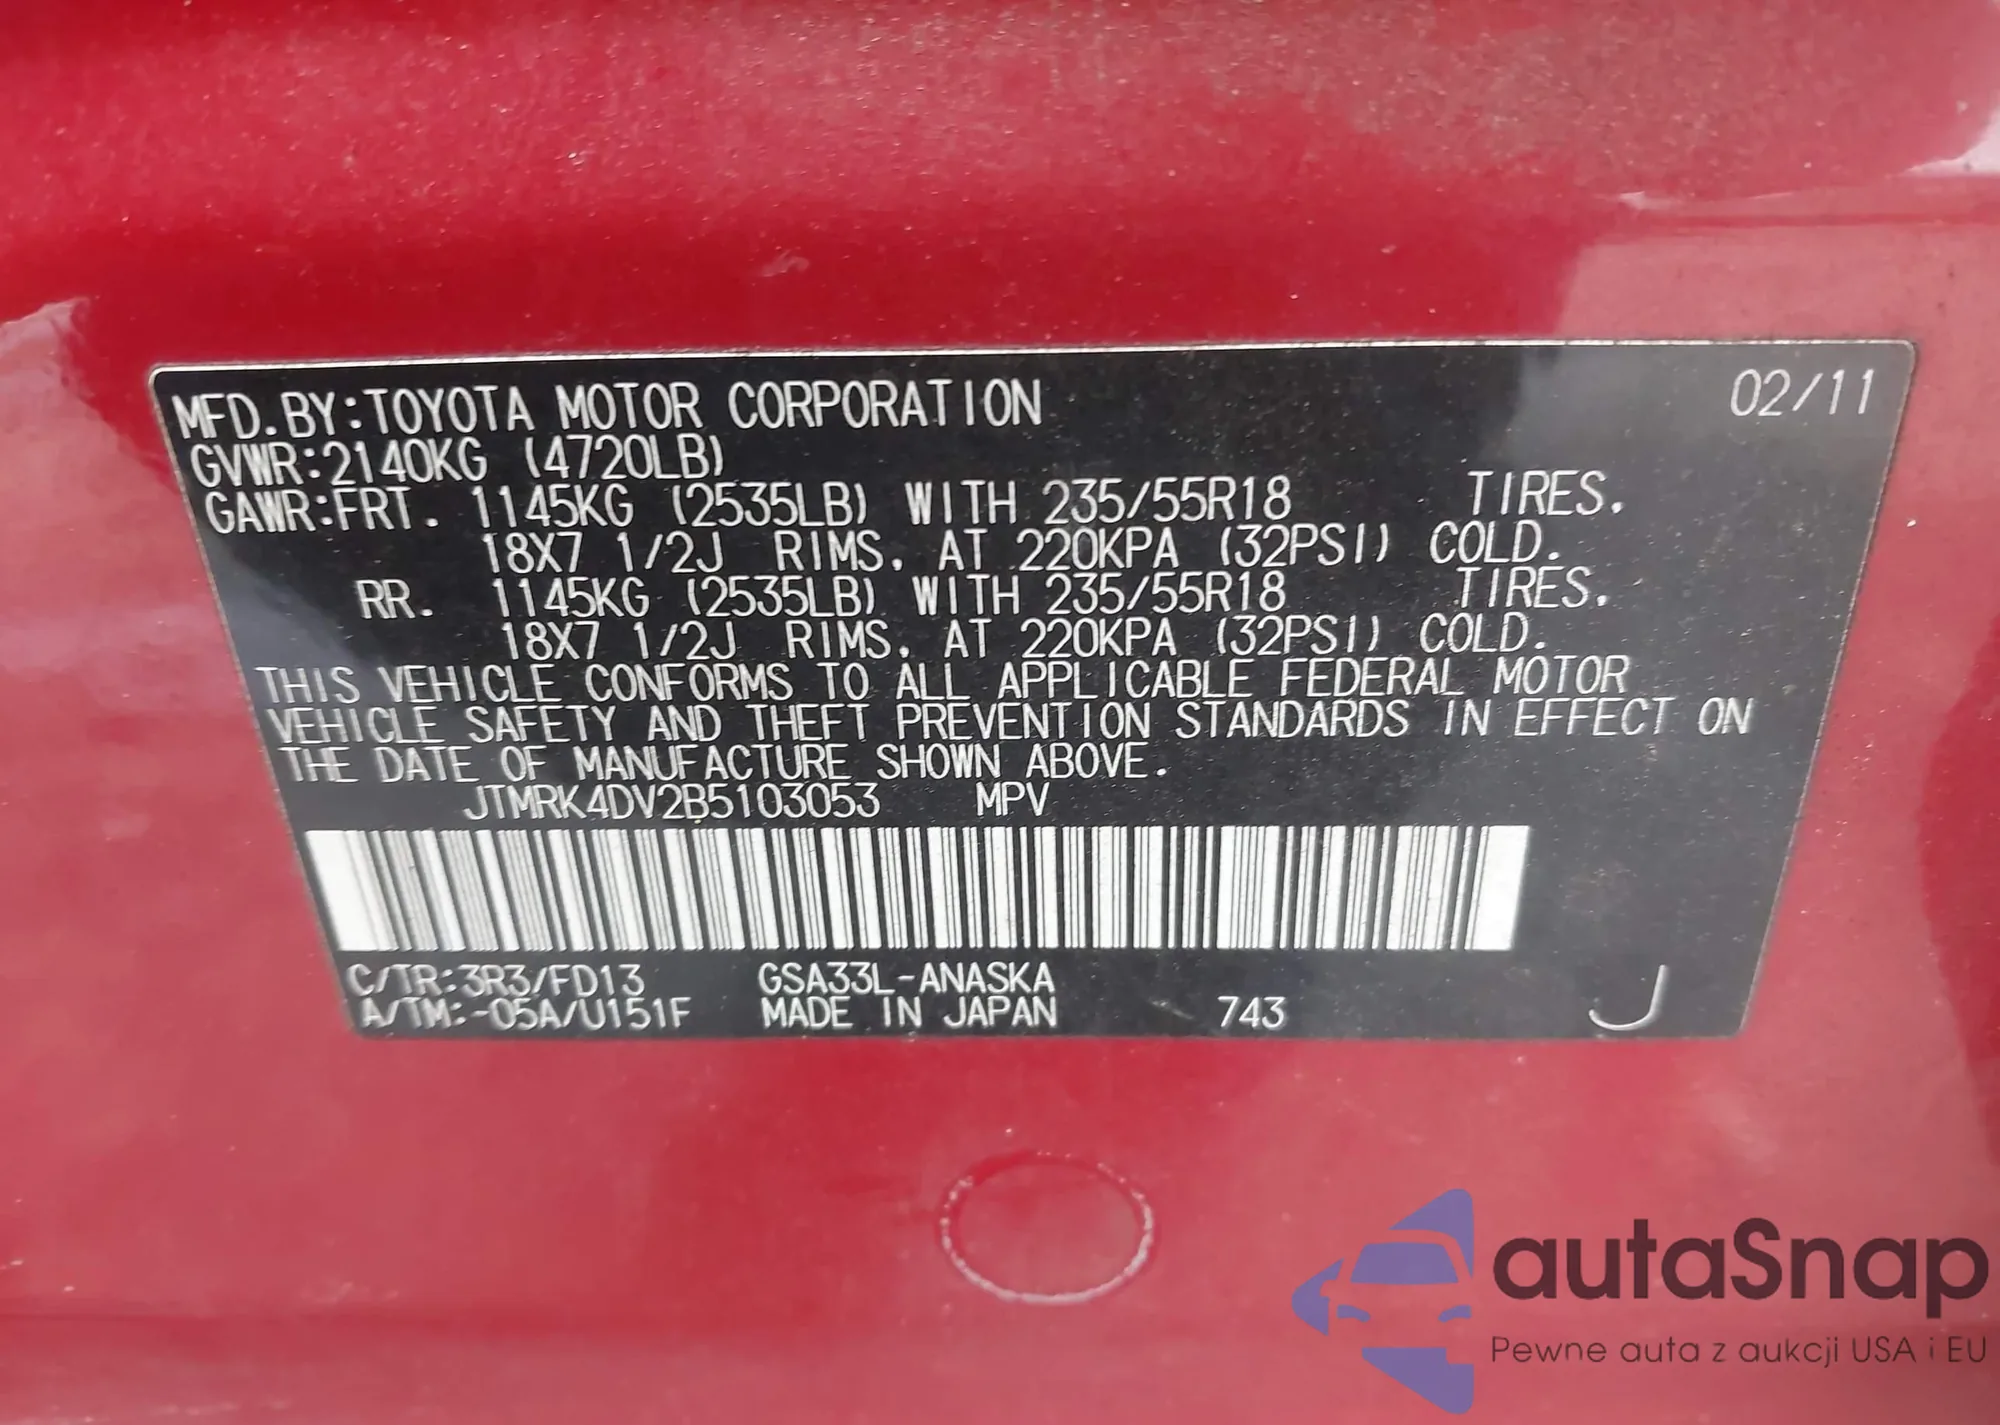 MFD.BY:TOYOTA MOTOR CORPORATION 02/11
GVWR:2140KG (4720LB)
GAWR:FRT. 1145KG (2535LB) WITH 235/55R18 TIRES.
18X7 1/2J RIMS. AT 220KPA (32PSI) COLD.
RR. 1145KG (2535LB) WITH 235/55R18 TIRES.
18X7 1/2J RIMS. AT 220KPA (32PSI) COLD.
THIS VEHICLE CONFORMS TO ALL APPLICABLE FEDERAL MOTOR
VEHICLE SAFETY AND THEFT PREVENTION STANDARDS IN EFFECT ON
THE DATE OF MANUFACTURE SHOWN ABOVE.
JTMRK4DV2B5103053 MPV
C/TR:3R3/FD13 GSA33L-ANASKA
A/TM:-05A/U151F MADE IN JAPAN 743 J
autaSnap
Pewne auta z aukcji USA i EU